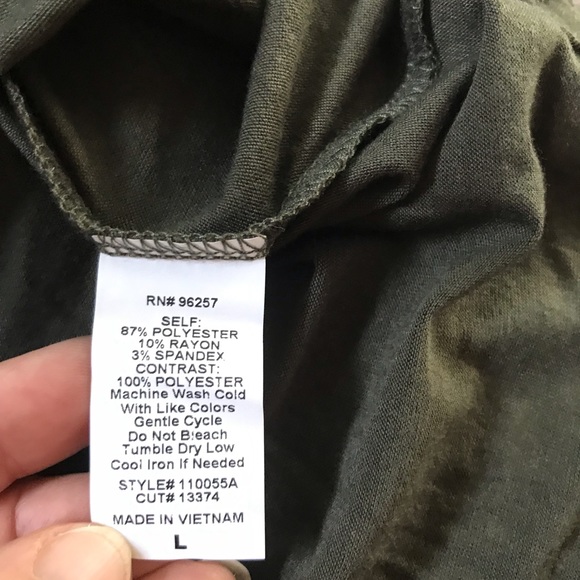 RN# 96257
SELF:
87% POLYESTER
10% RAYON
3% SPANDEX
CONTRAST:
100% POLYESTER
Machine Wash Cold
With Like Colors
Gentle Cycle
Do Not Bleach
Tumble Dry Low
Cool Iron If Needed
STYLE# 110055A
CUT# 13374
MADE IN VIETNAM
L